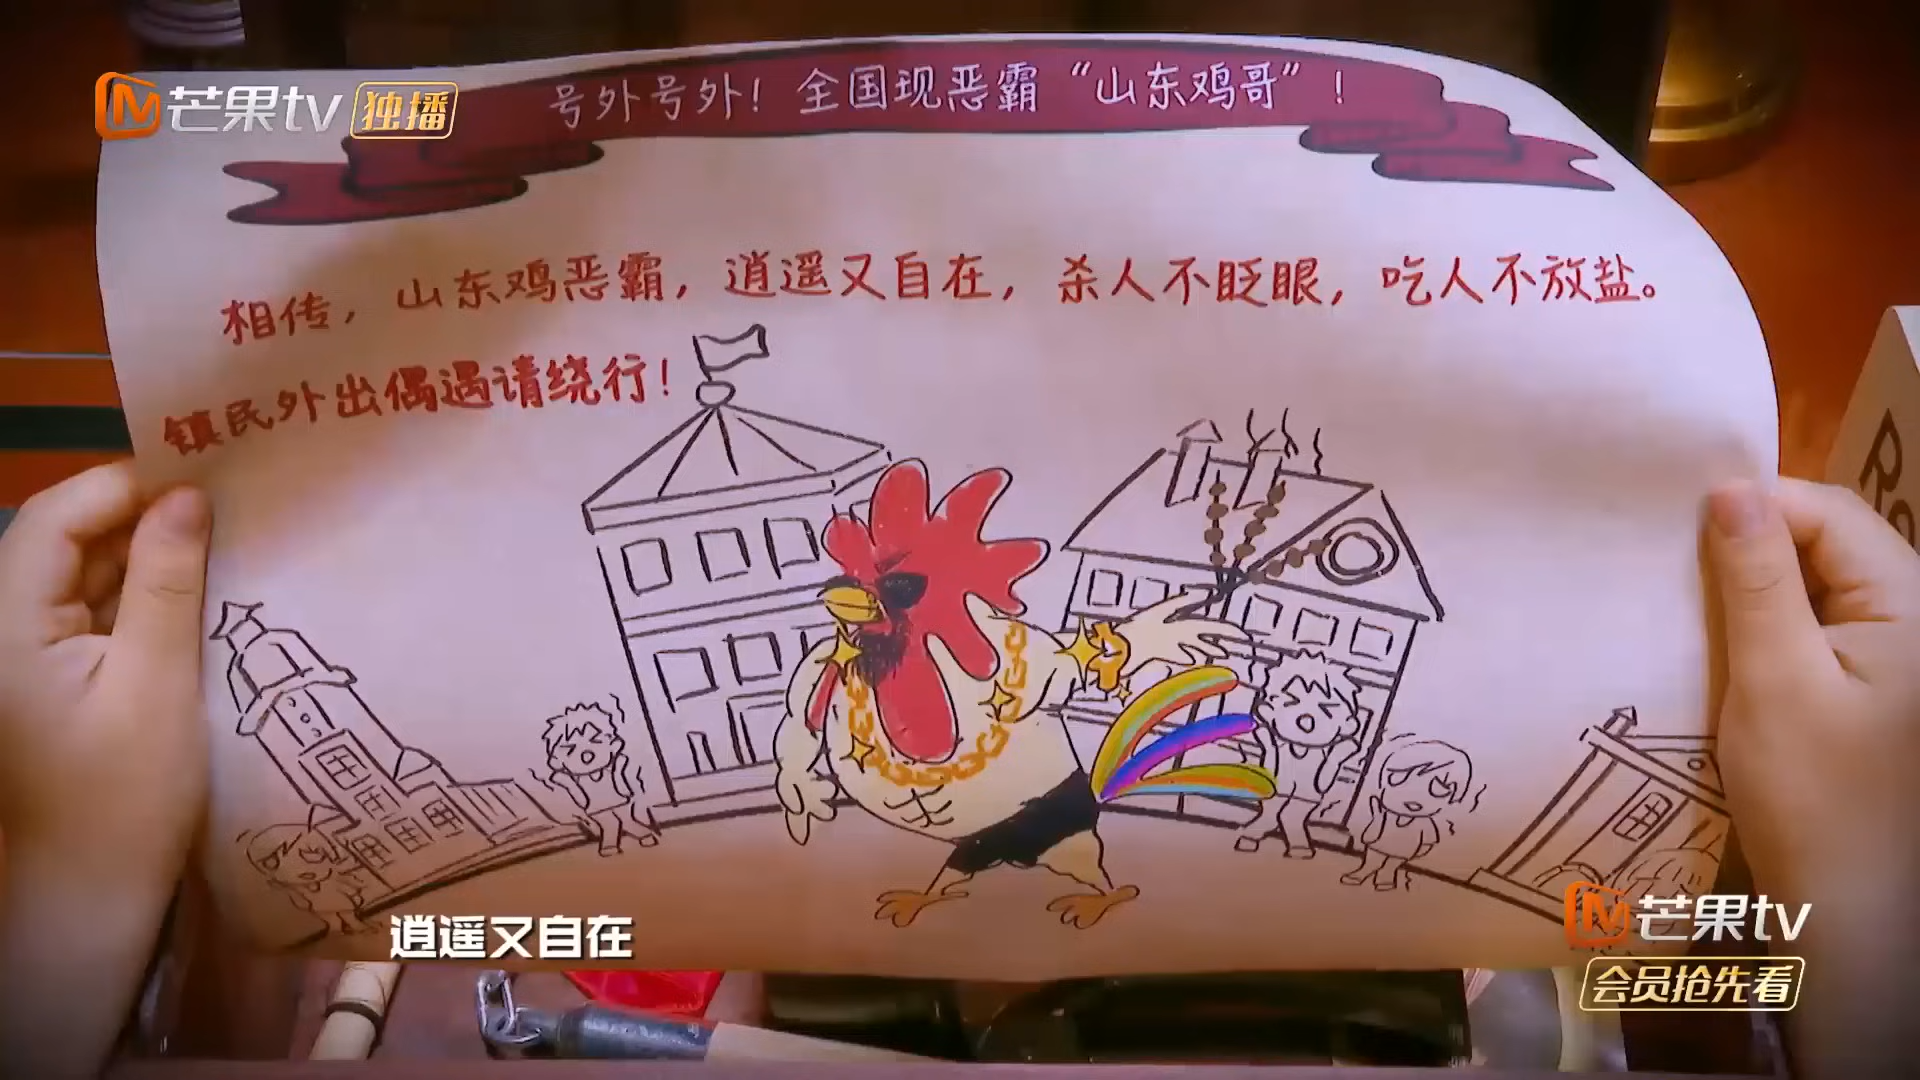 芒果tv 独播
号外号外！全国现恶霸“山东鸡哥”！
相传，山东鸡恶霸，逍遥又自在，杀人不眨眼，吃人不放盐。
镇民外出偶遇请绕行！
逍遥又自在
芒果tv
会员抢先看